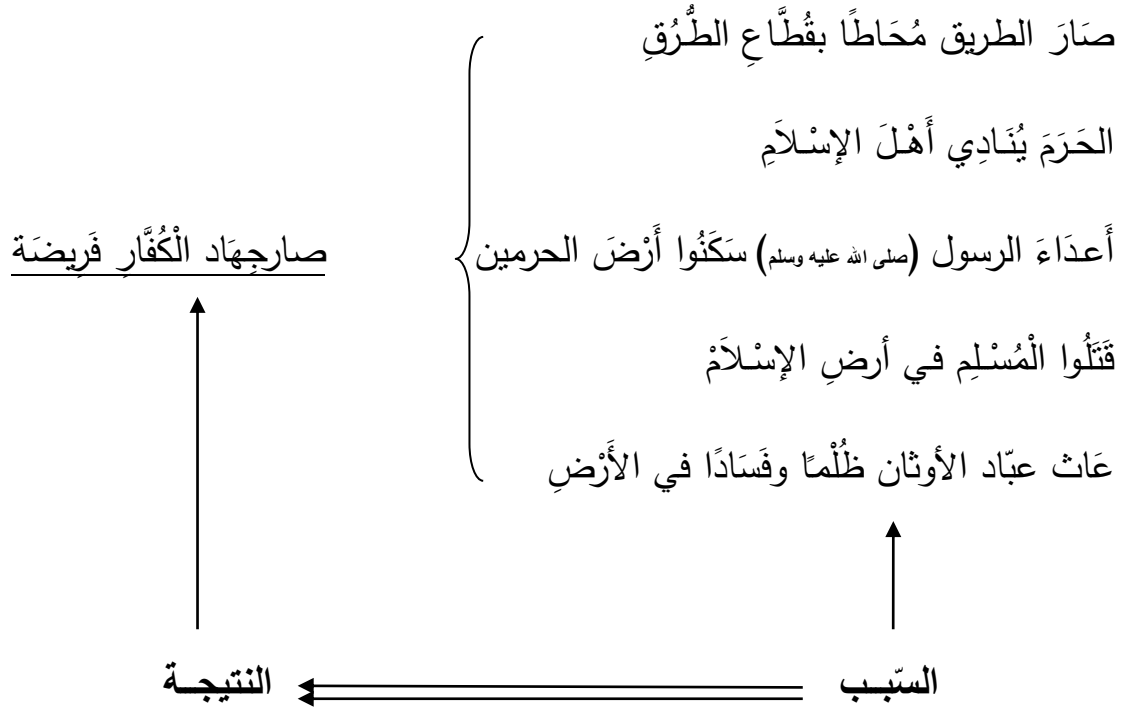 صَارَ الطريق مُحَاطًا بقُطَّاعِ الطُّرُقِ
الحَرَمَ يُنَادِي أَهْلَ الإسْلاَمِ
أَعدَاءَ الرسول (صلى الله عليه وسلم) سَكَنُوا أَرْضَ الحرمين
صارجِهَاد الْكُفَّارِ فَرِيضَة
قَتَلُوا الْمُسْلِم في أرضِ الإسْلاَمْ
عَاث عبّاد الأوثان ظُلْماً وفَسَادًا في الأَرْضِ
السّبب
النتيجة